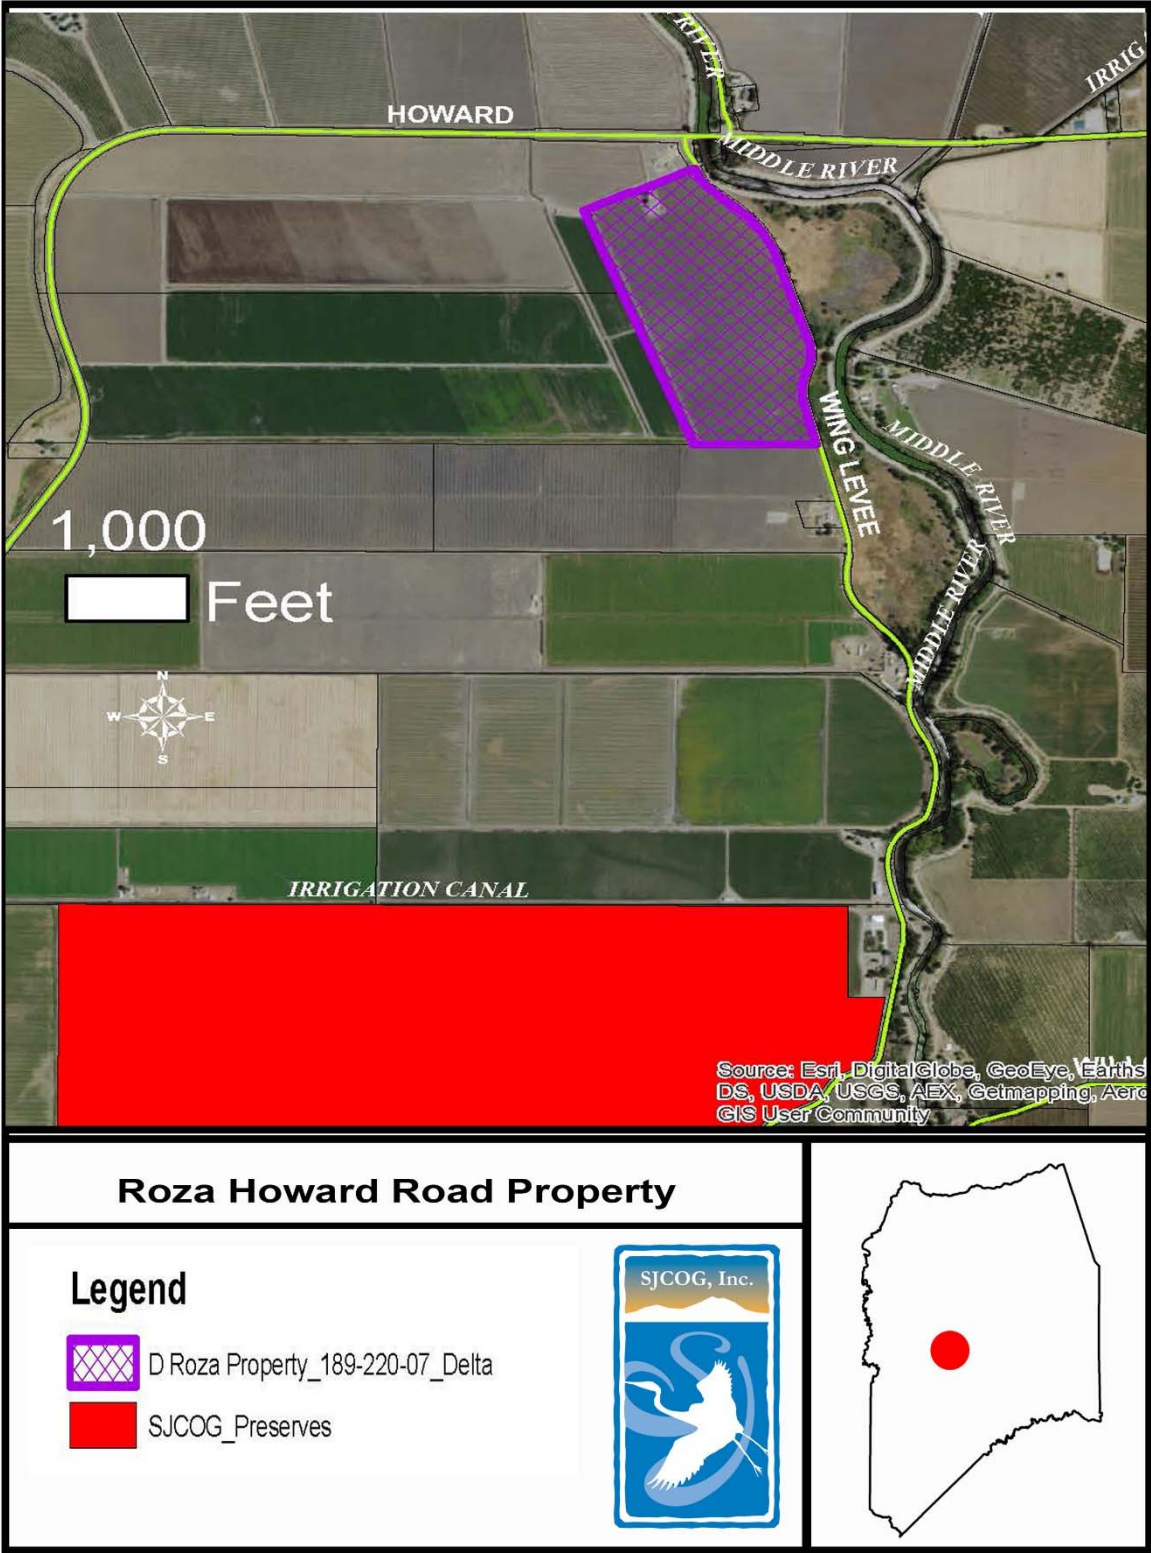 RIVER
IRRIG
HOWARD
MIDDLE RIVER
WING LEVEE
MIDDLE RIVER
1,000
Feet
MIDDLE RIVER
N
W E
S
IRRIGATION CANAL
Source: Esri, DigitalGlobe, GeoEye, Earths
DS, USDA, USGS, AEX, Getmapping, Aero
GIS User Community
Roza Howard Road Property
Legend
D Roza Property_189-220-07_Delta
SJCOG_Preserves
SJCOG, Inc.